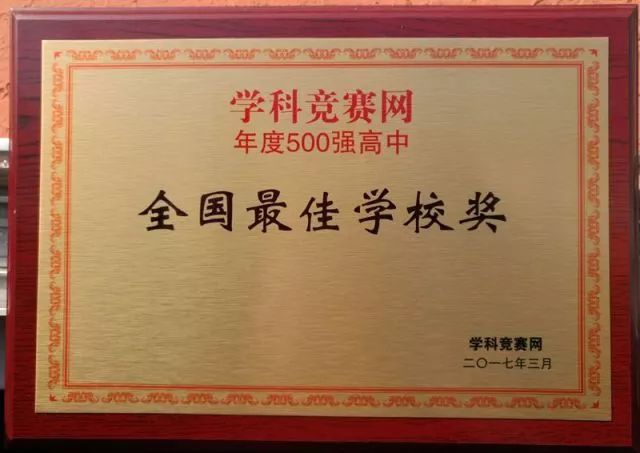 学科竞赛网
年度500强高中
全国最佳学校奖
学科竞赛网
二〇一七年三月